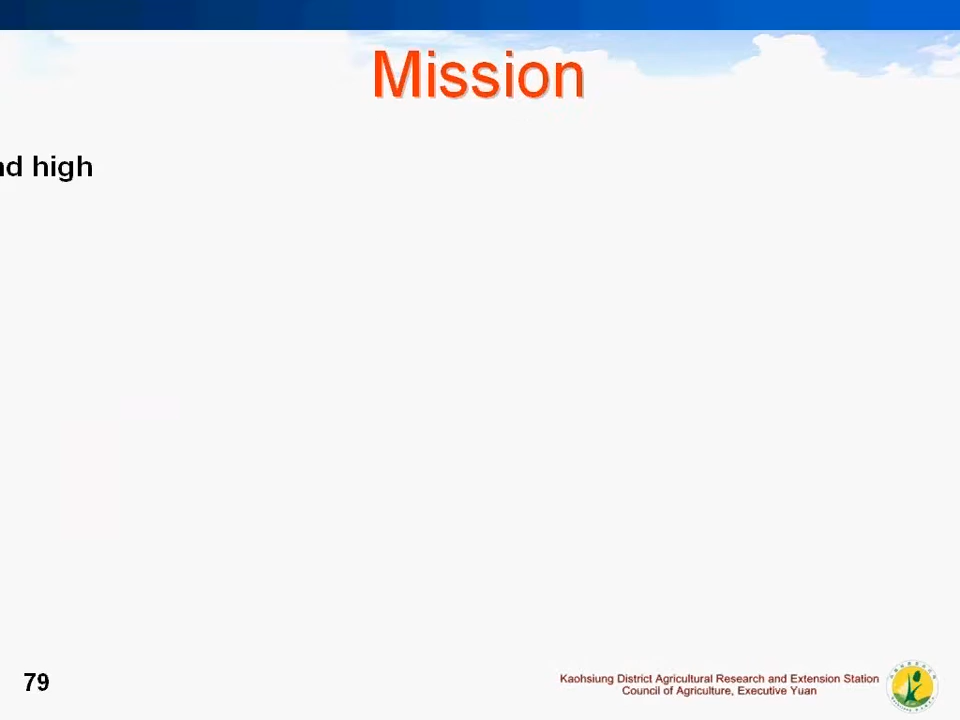 Mission
high
79
Kaohsiung District Agricultural Research and Extension Station
Council of Agriculture, Executive Yuan